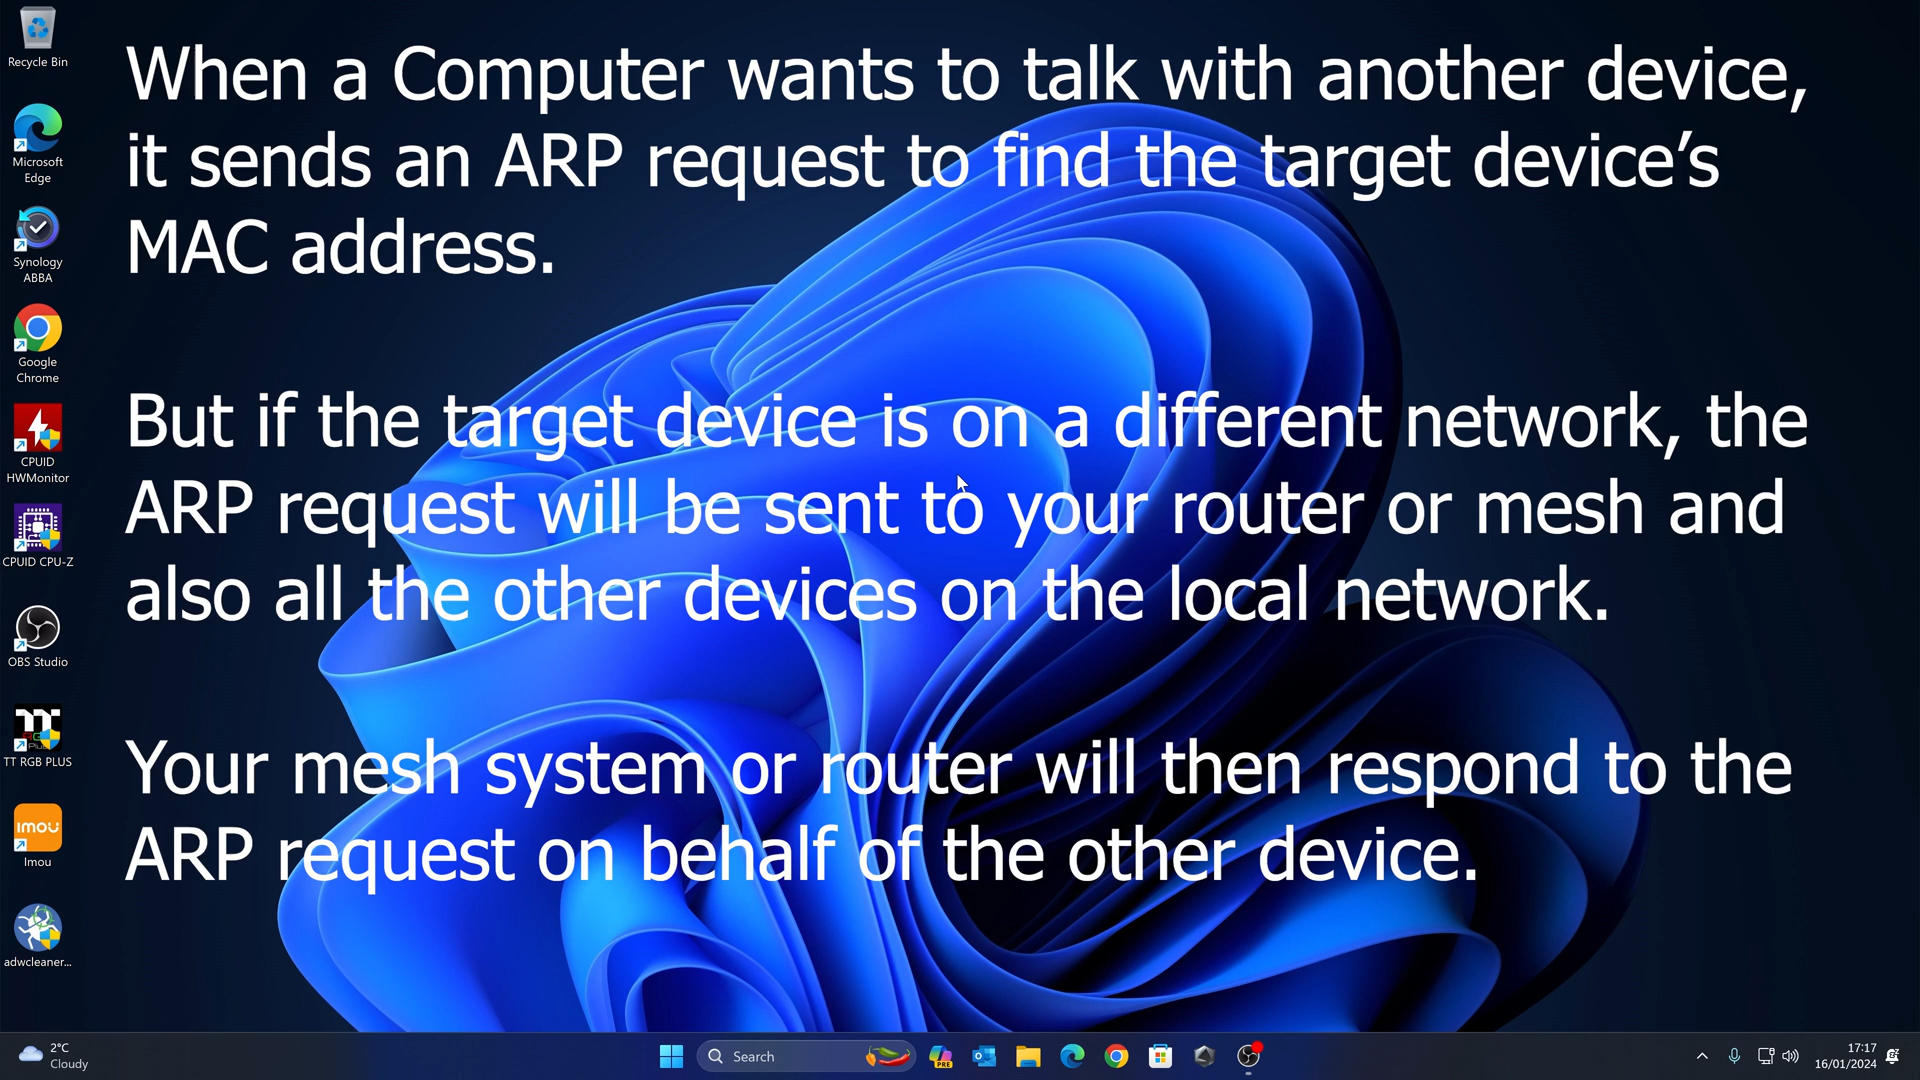 When a Computer wants to talk with another device,
it sends an ARP request to find the target device’s
MAC address.
But if the target device is on a different network, the
ARP request will be sent to your router or mesh and
also all the other devices on the local network.
Your mesh system or router will then respond to the
ARP request on behalf of the other device.
Recycle Bin
Microsoft
Edge
Synology
ABBA
Google
Chrome
CPUID
HWMonitor
CPUID CPU-Z
OBS Studio
TT RGB PLUS
imou
Imou
adwcleaner...
2°C
Cloudy
Search
PRE
17:17
16/01/2024